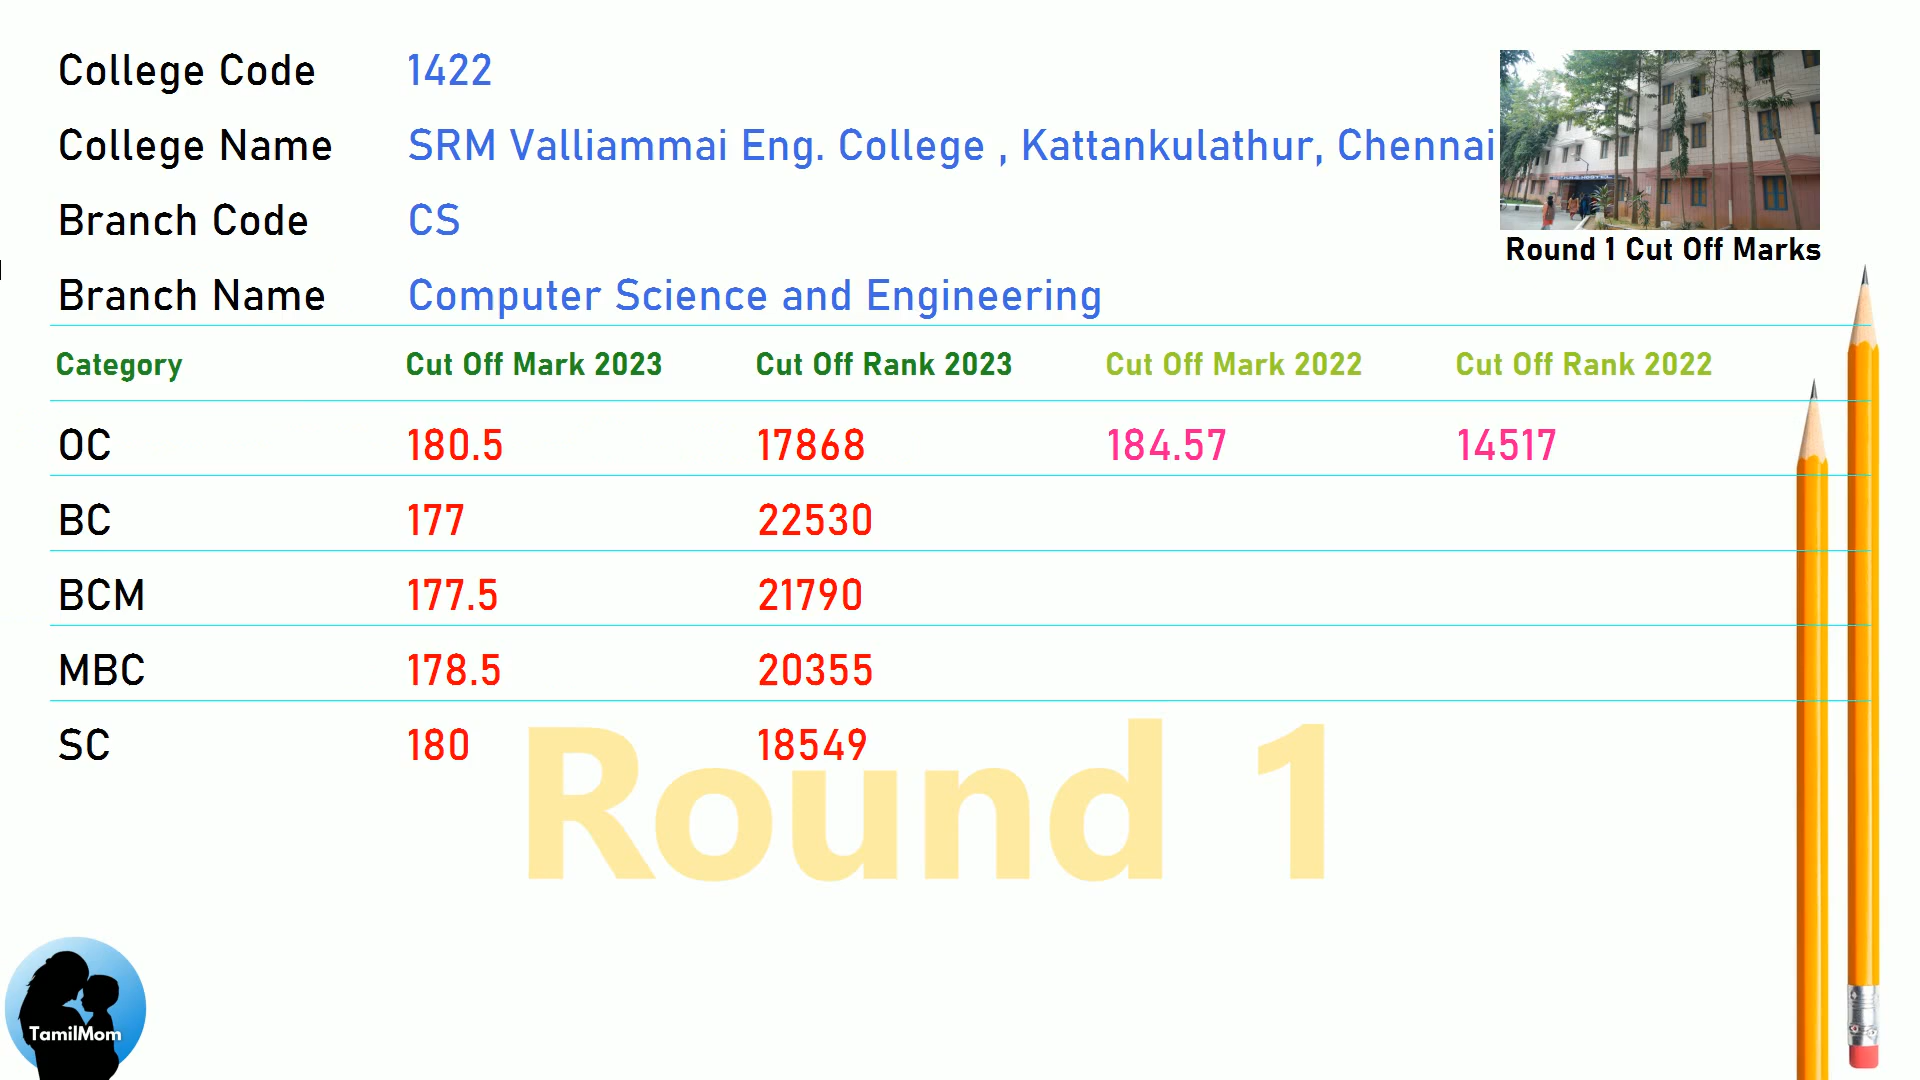 College Code 1422
College Name SRM Valliammai Eng. College , Kattankulathur, Chennai
Branch Code CS
Round 1 Cut Off Marks
Branch Name Computer Science and Engineering
Category Cut Off Mark 2023 Cut Off Rank 2023 Cut Off Mark 2022 Cut Off Rank 2022
OC 180.5 17868 184.57 14517
BC 177 22530
BCM 177.5 21790
MBC 178.5 20355
SC 180 18549
Round 1
TamilMom